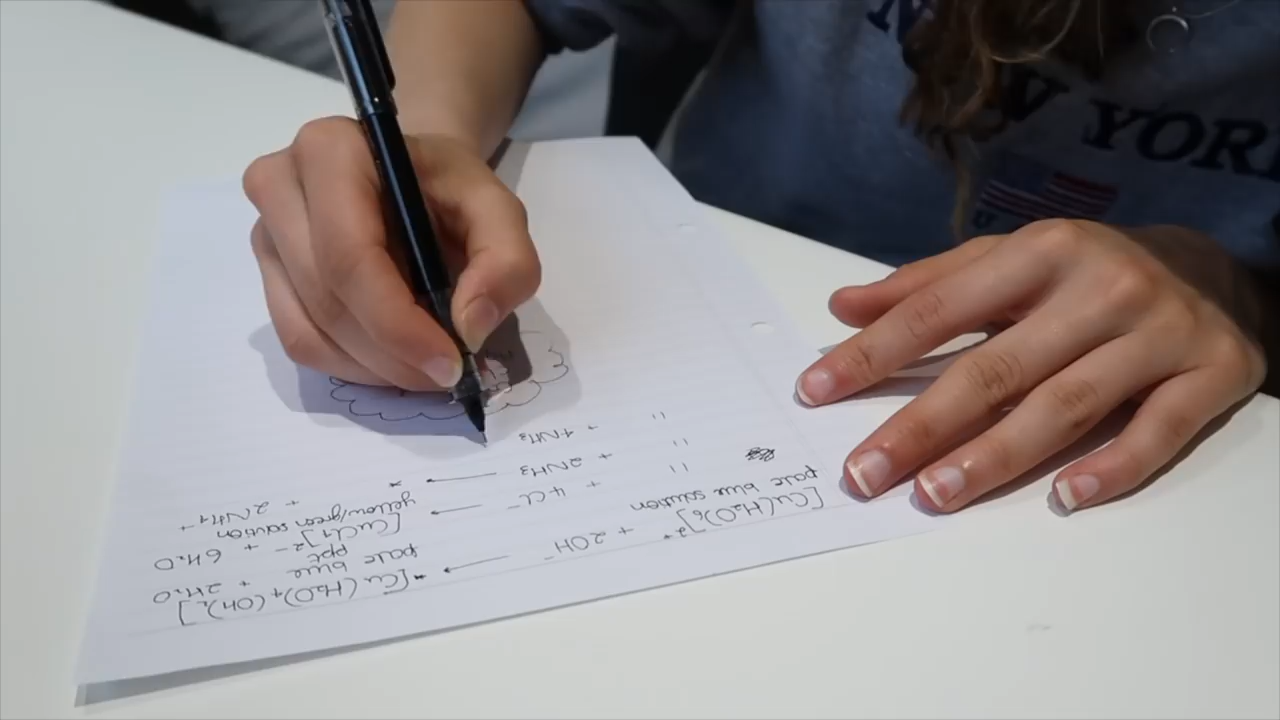 NEW YORK
[Cu(H₂O)₆]²⁺ + 2OH⁻ → *[Cu(H₂O)₄(OH)₂] + 2H₂O
pale blue solution pale blue ppt
" + 4Cl⁻ → [CuCl₄]²⁻ + 6H₂O
yellow/green solution
" + 2NH₃ → * + 2NH₄⁺
" + 4NH₃